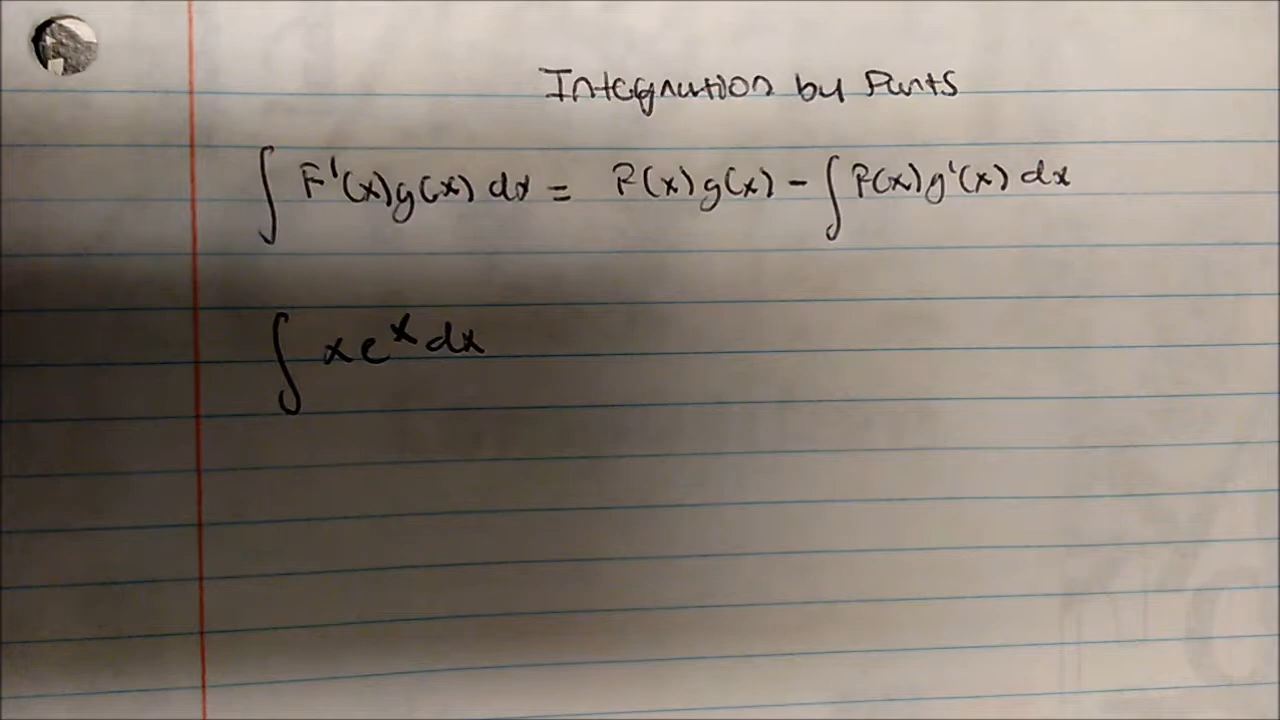 Integration by Parts
∫ F'(x)g(x) dx = F(x)g(x) - ∫ F(x)g'(x) dx
∫ xe^x dx